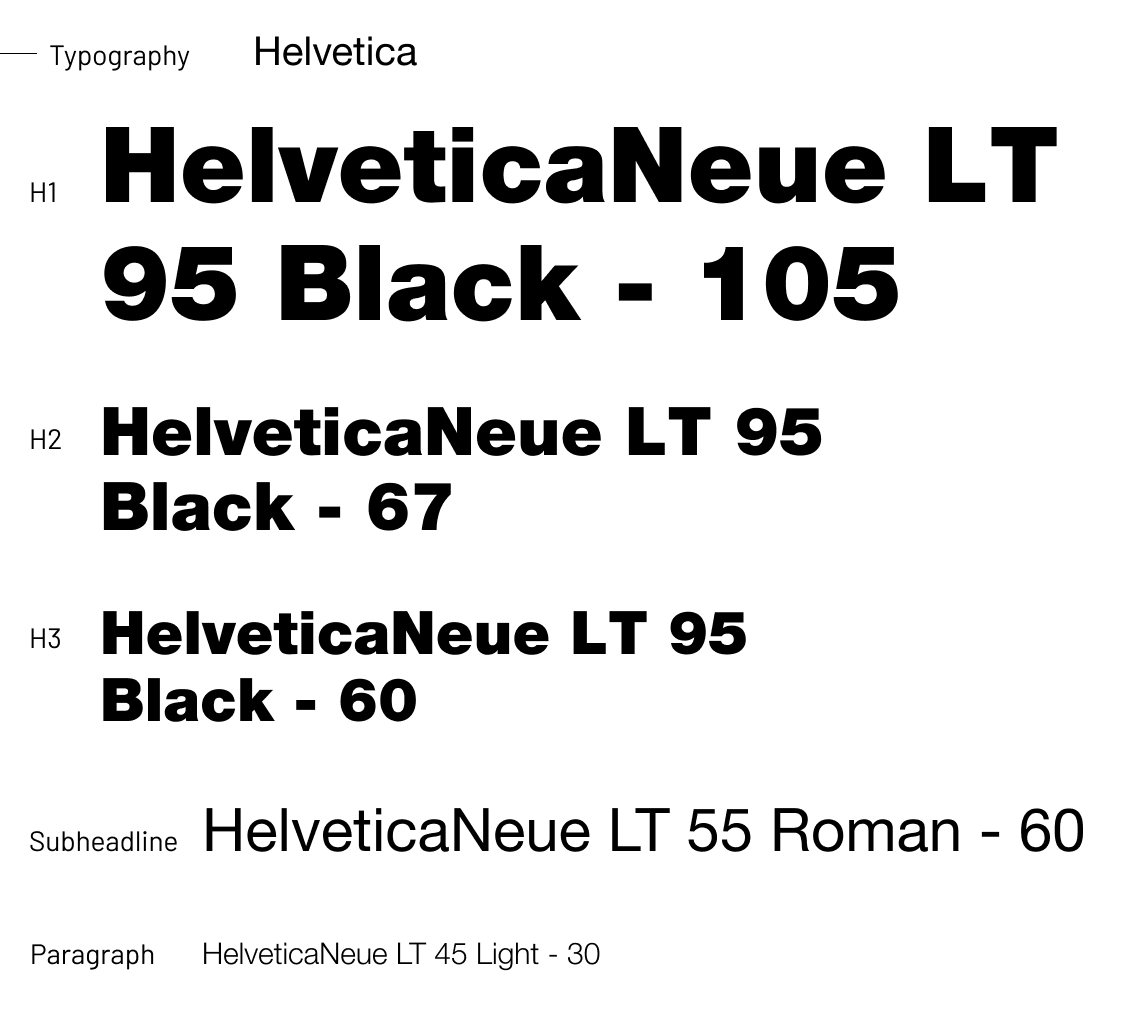 Typography Helvetica
H1 HelveticaNeue LT
95 Black - 105
H2 HelveticaNeue LT 95
Black - 67
H3 HelveticaNeue LT 95
Black - 60
Subheadline HelveticaNeue LT 55 Roman - 60
Paragraph HelveticaNeue LT 45 Light - 30